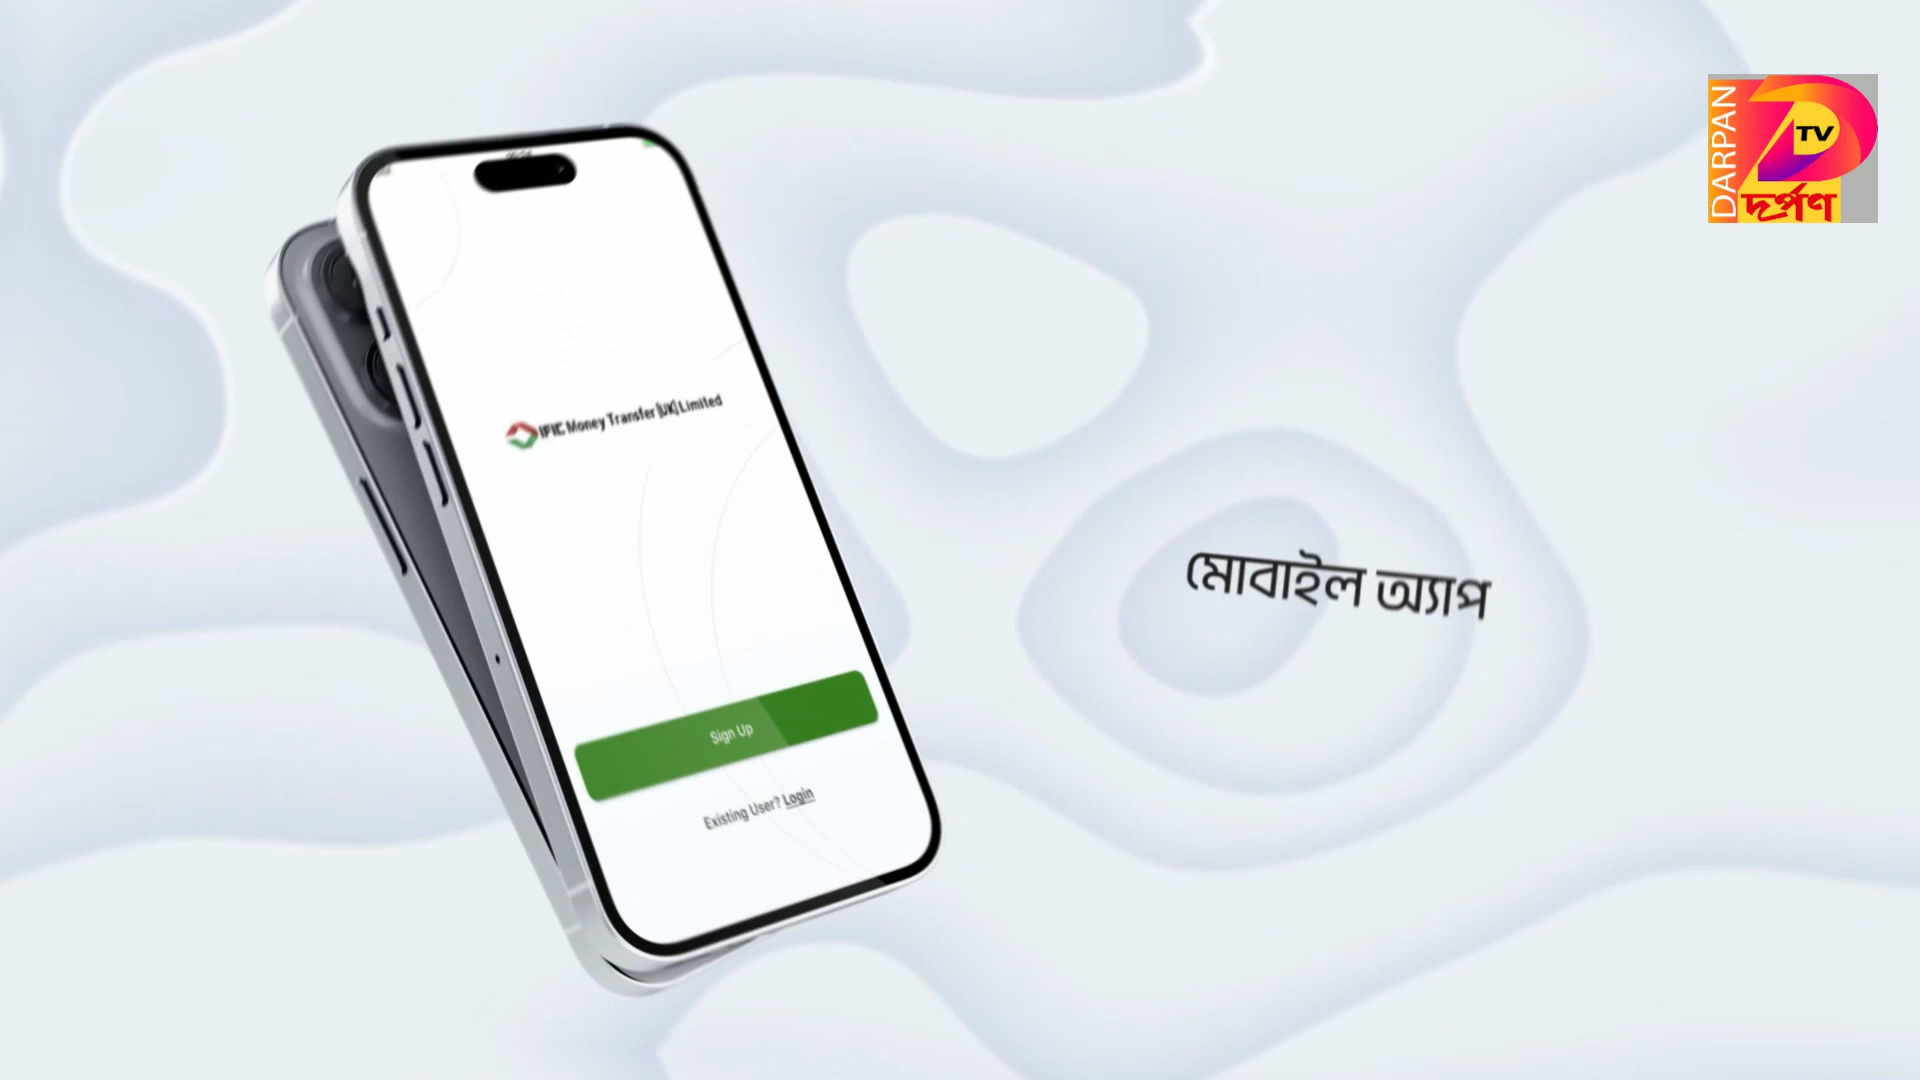 DARPAN
TV
দর্পণ
IFIC Money Transfer (UK) Limited
মোবাইল অ্যাপ
Sign Up
Existing User? Login